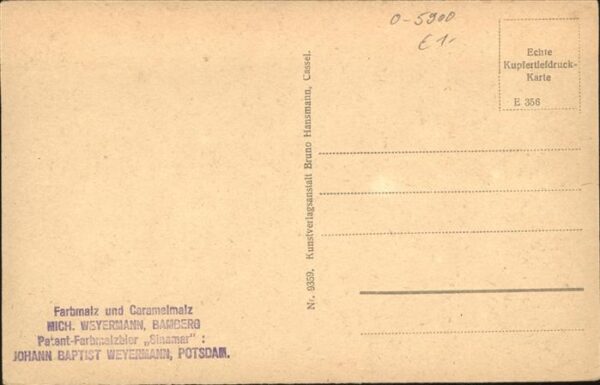 0-5900
€ 1.-
Echte
Kupfertiefdruck-
Karte
E 356
Nr. 9359. Kunstverlagsanstalt Bruno Hansmann, Cassel.
Farbmalz und Caramelmalz
MICH. WEYERMANN, BAMBERG
Patent-Farbmalzbier „Sinamar" :
JOHANN BAPTIST WEYERMANN, POTSDAM.